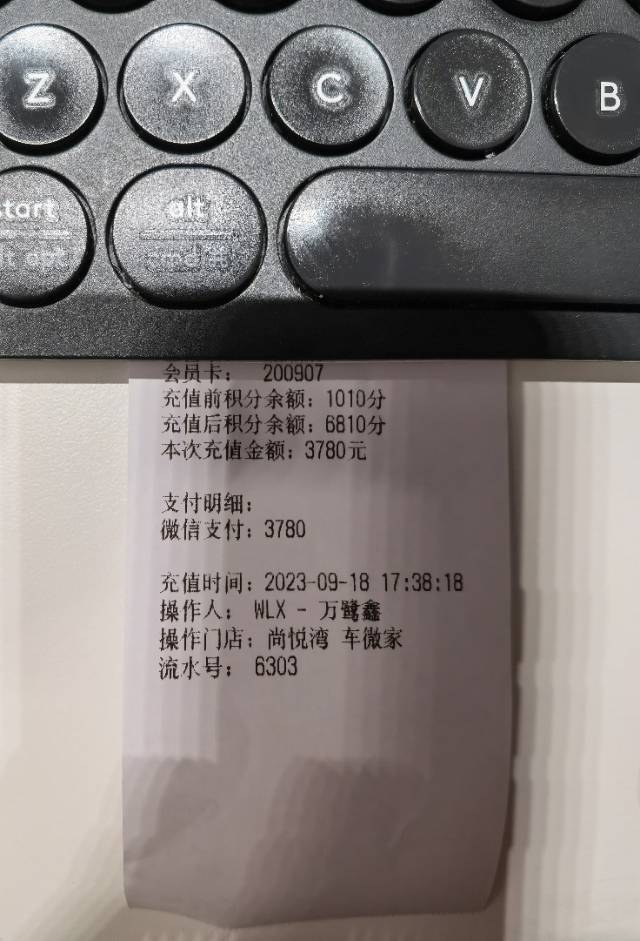 Z X C V B
start alt
alt opt cmd ⌘
会员卡： 200907
充值前积分余额：1010分
充值后积分余额：6810分
本次充值金额：3780元
支付明细：
微信支付：3780
充值时间：2023-09-18 17:38:18
操作人： WLX - 万鹭鑫
操作门店：尚悦湾 车微家
流水号： 6303